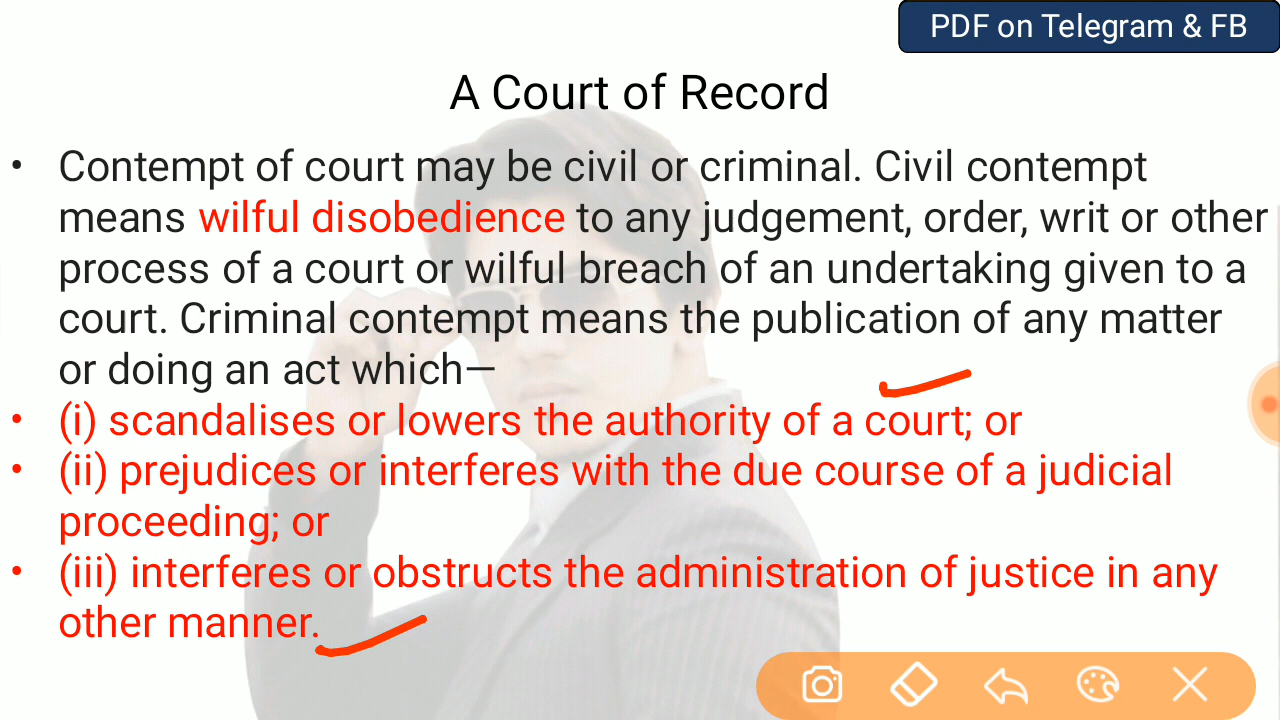 PDF on Telegram & FB
A Court of Record
• Contempt of court may be civil or criminal. Civil contempt
means wilful disobedience to any judgement, order, writ or other
process of a court or wilful breach of an undertaking given to a
court. Criminal contempt means the publication of any matter
or doing an act which—
• (i) scandalises or lowers the authority of a court; or
• (ii) prejudices or interferes with the due course of a judicial
proceeding; or
• (iii) interferes or obstructs the administration of justice in any
other manner.